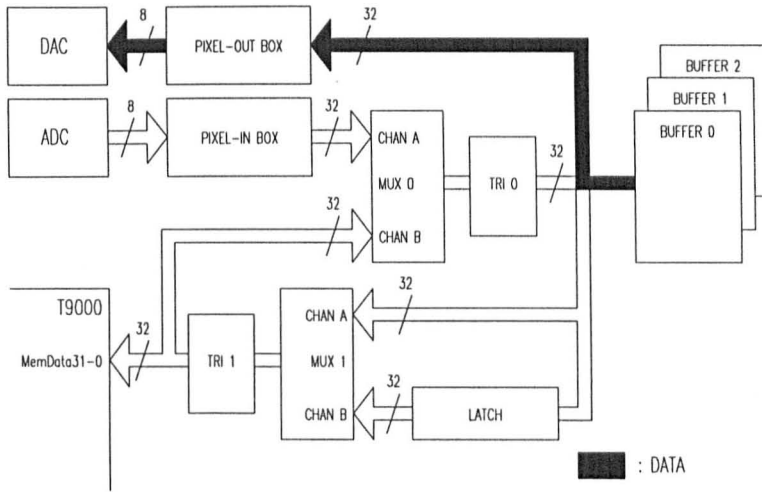 8
32
DAC
PIXEL-OUT BOX
BUFFER 2
BUFFER 1
BUFFER 0
8
32
ADC
PIXEL-IN BOX
CHAN A
MUX 0
CHAN B
TRI 0
32
32
T9000
32
MemData31-0
TRI 1
CHAN A
MUX 1
CHAN B
32
32
LATCH
: DATA